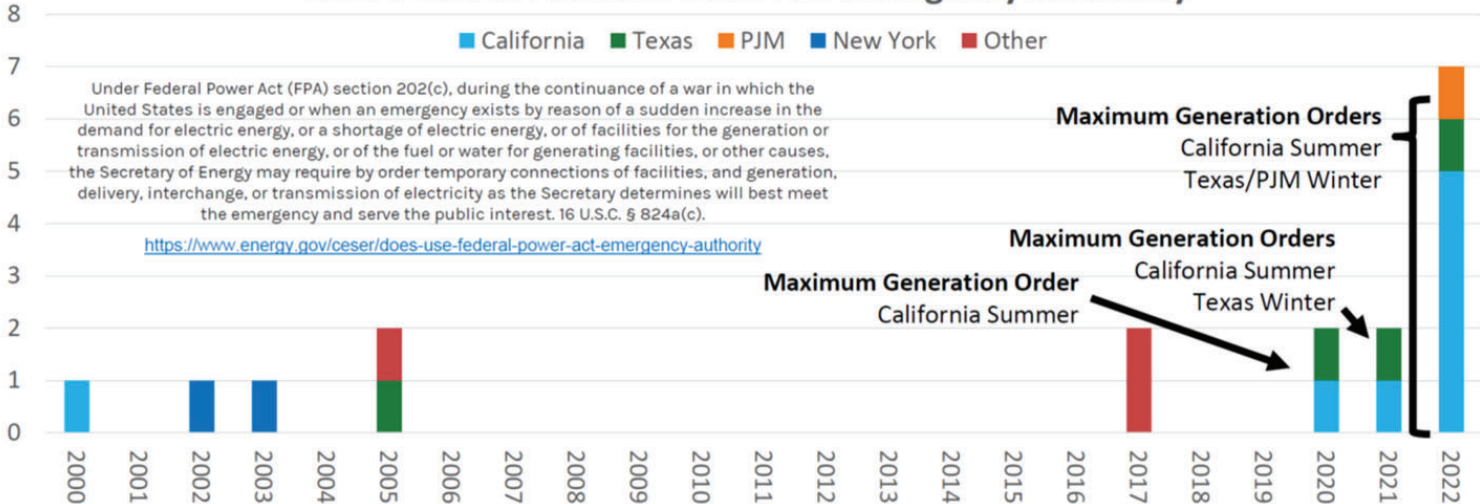 8
California Texas PJM New York Other
7
Under Federal Power Act (FPA) section 202(c), during the continuance of a war in which the
United States is engaged or when an emergency exists by reason of a sudden increase in the
demand for electric energy, or a shortage of electric energy, or of facilities for the generation or
transmission of electric energy, or of the fuel or water for generating facilities, or other causes,
the Secretary of Energy may require by order temporary connections of facilities, and generation,
delivery, interchange, or transmission of electricity as the Secretary determines will best meet
the emergency and serve the public interest. 16 U.S.C. § 824a(c).
https://www.energy.gov/ceser/does-use-federal-power-act-emergency-authority
Maximum Generation Orders
California Summer
Texas/PJM Winter
6
5
4
Maximum Generation Orders
California Summer
Texas Winter
3
Maximum Generation Order
California Summer
2
1
0
2000
2001
2002
2003
2004
2005
2006
2007
2008
2009
2010
2011
2012
2013
2014
2015
2016
2017
2018
2019
2020
2021
2022